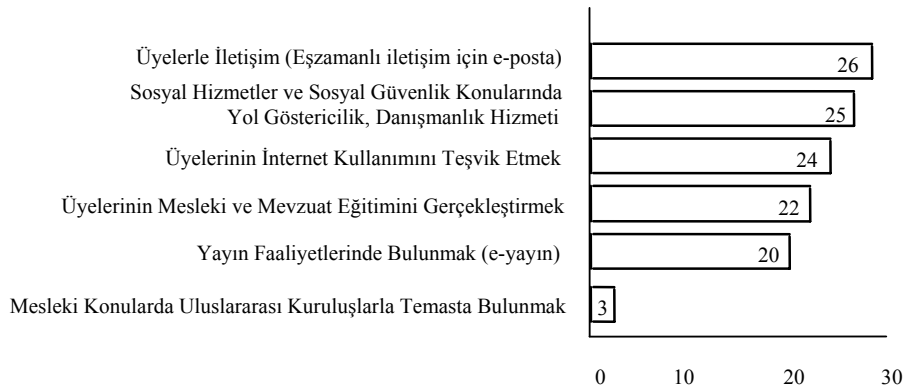 Üyelerle İletişim (Eşzamanlı iletişim için e-posta)
26
Sosyal Hizmetler ve Sosyal Güvenlik Konularında
Yol Göstericilik, Danışmanlık Hizmeti
25
Üyelerinin İnternet Kullanımını Teşvik Etmek
24
Üyelerinin Mesleki ve Mevzuat Eğitimini Gerçekleştirmek
22
Yayın Faaliyetlerinde Bulunmak (e-yayın)
20
Mesleki Konularda Uluslararası Kuruluşlarla Temasta Bulunmak
3
0 10 20 30